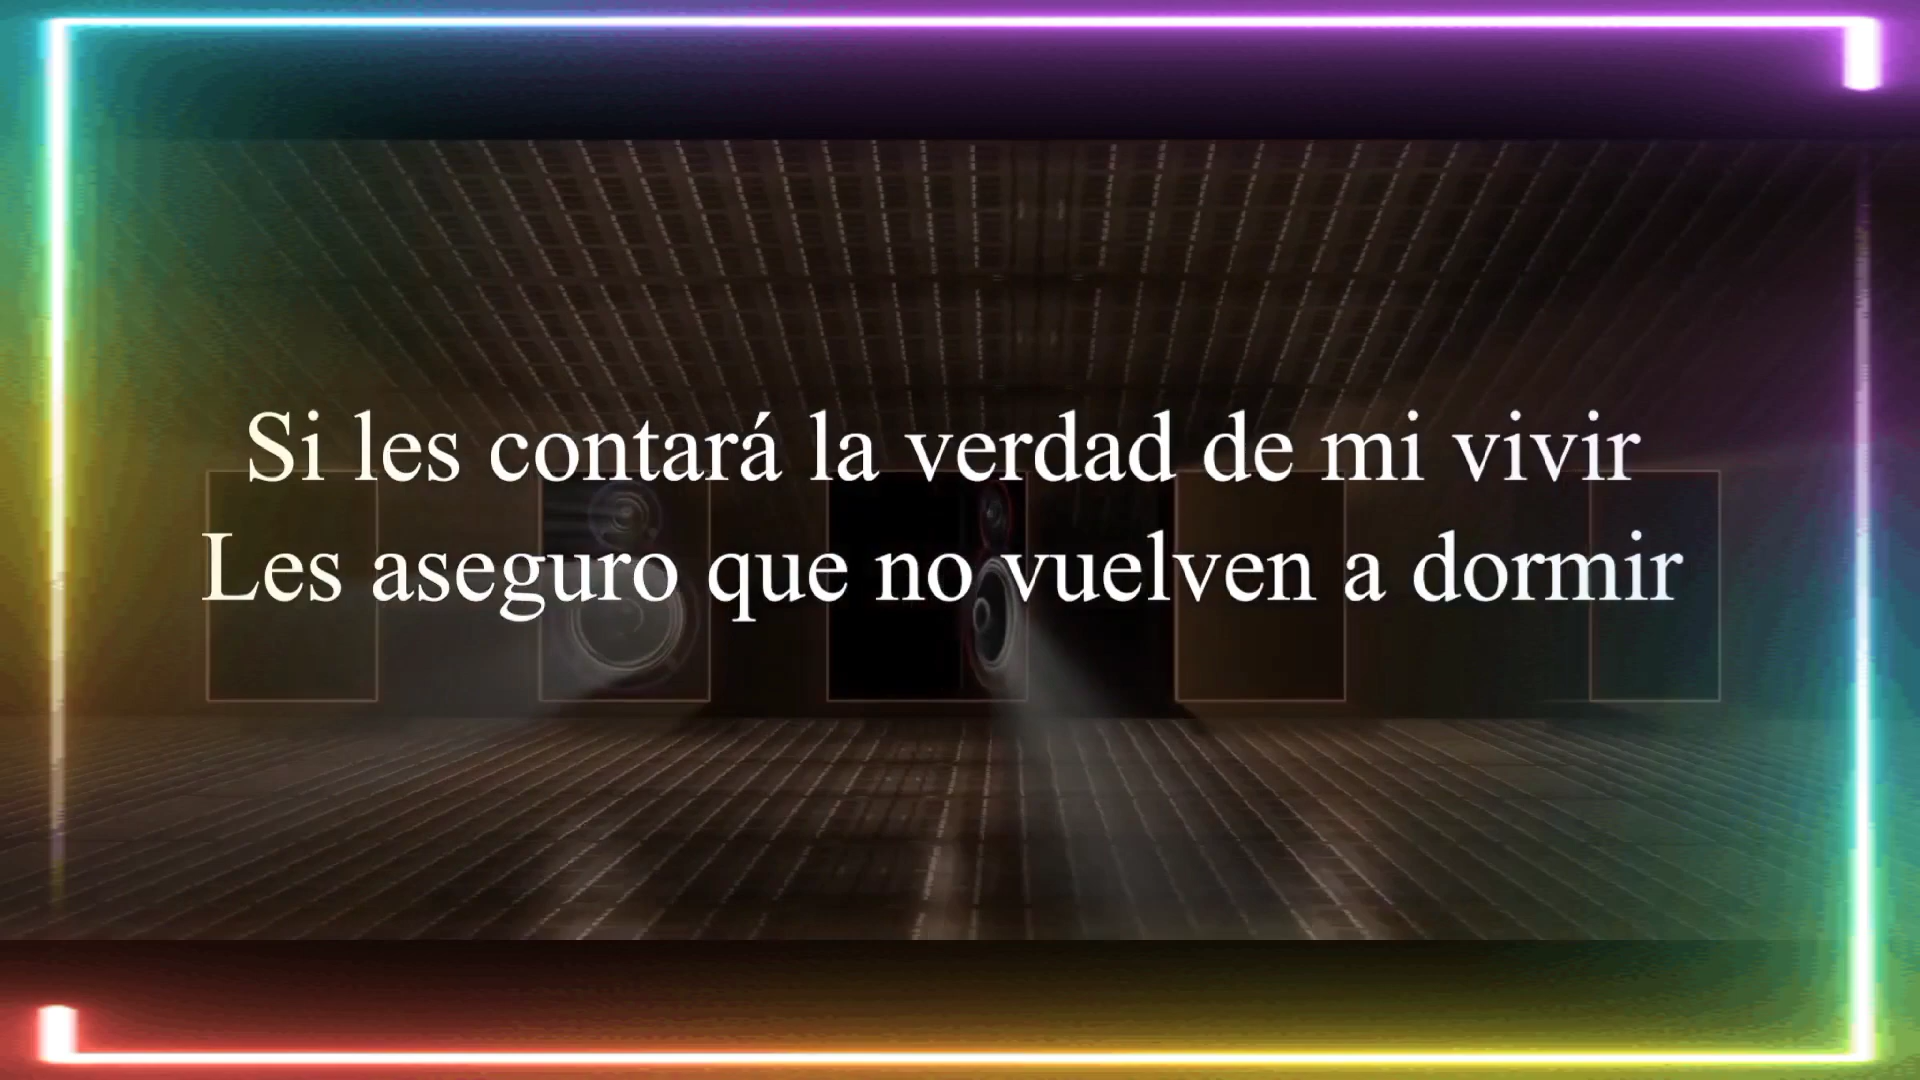 Si les contará la verdad de mi vivir
Les aseguro que no vuelven a dormir